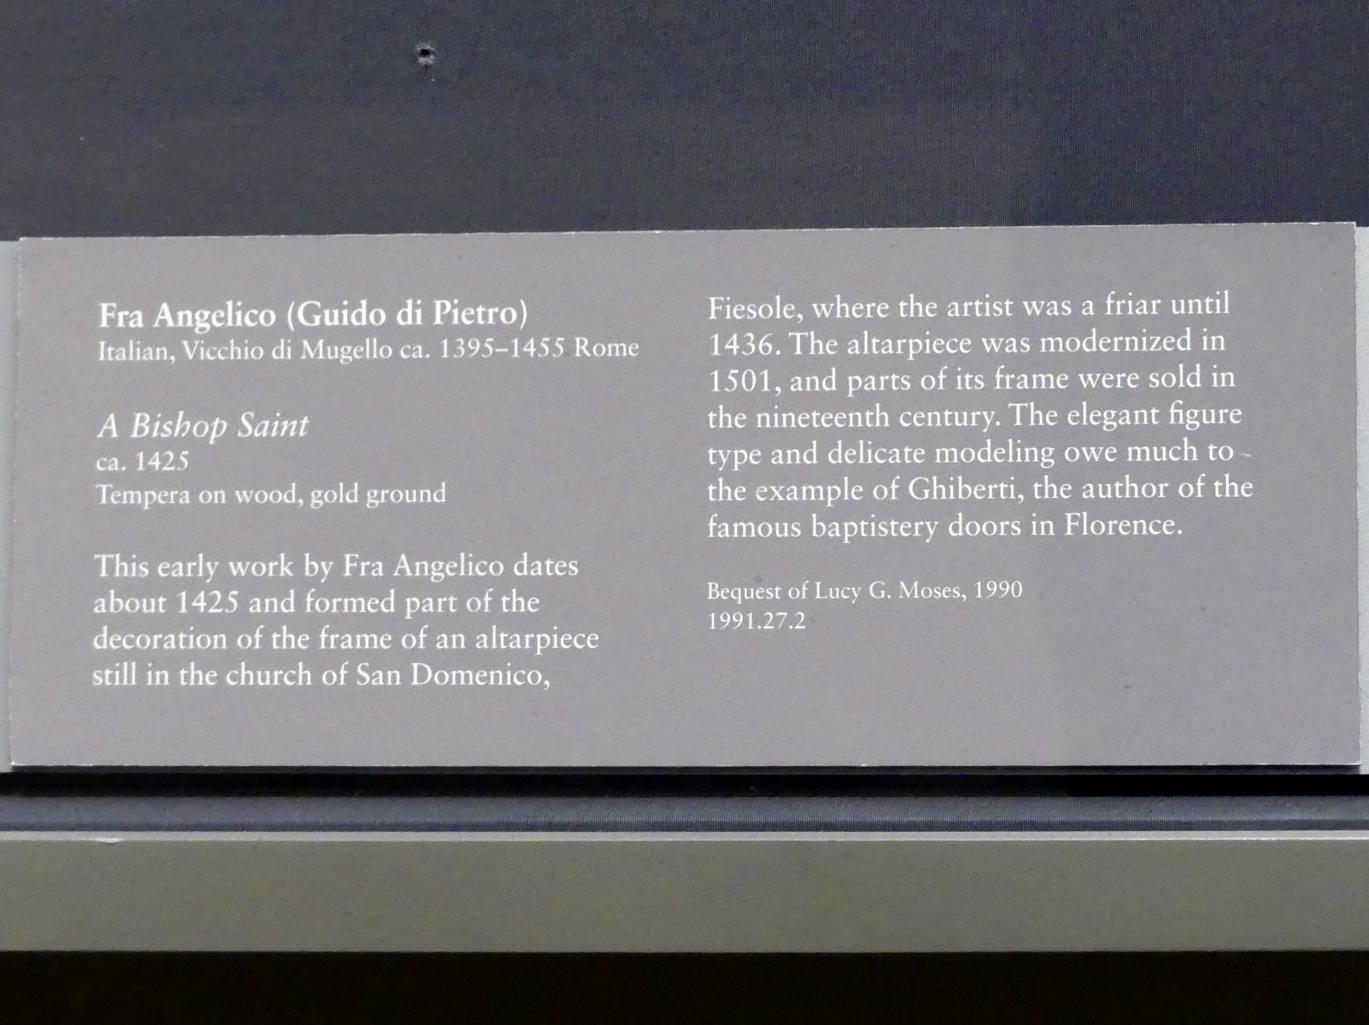 Fra Angelico (Guido di Pietro)
Italian, Vicchio di Mugello ca. 1395–1455 Rome
A Bishop Saint
ca. 1425
Tempera on wood, gold ground
This early work by Fra Angelico dates
about 1425 and formed part of the
decoration of the frame of an altarpiece
still in the church of San Domenico,
Fiesole, where the artist was a friar until
1436. The altarpiece was modernized in
1501, and parts of its frame were sold in
the nineteenth century. The elegant figure
type and delicate modeling owe much to
the example of Ghiberti, the author of the
famous baptistery doors in Florence.
Bequest of Lucy G. Moses, 1990
1991.27.2